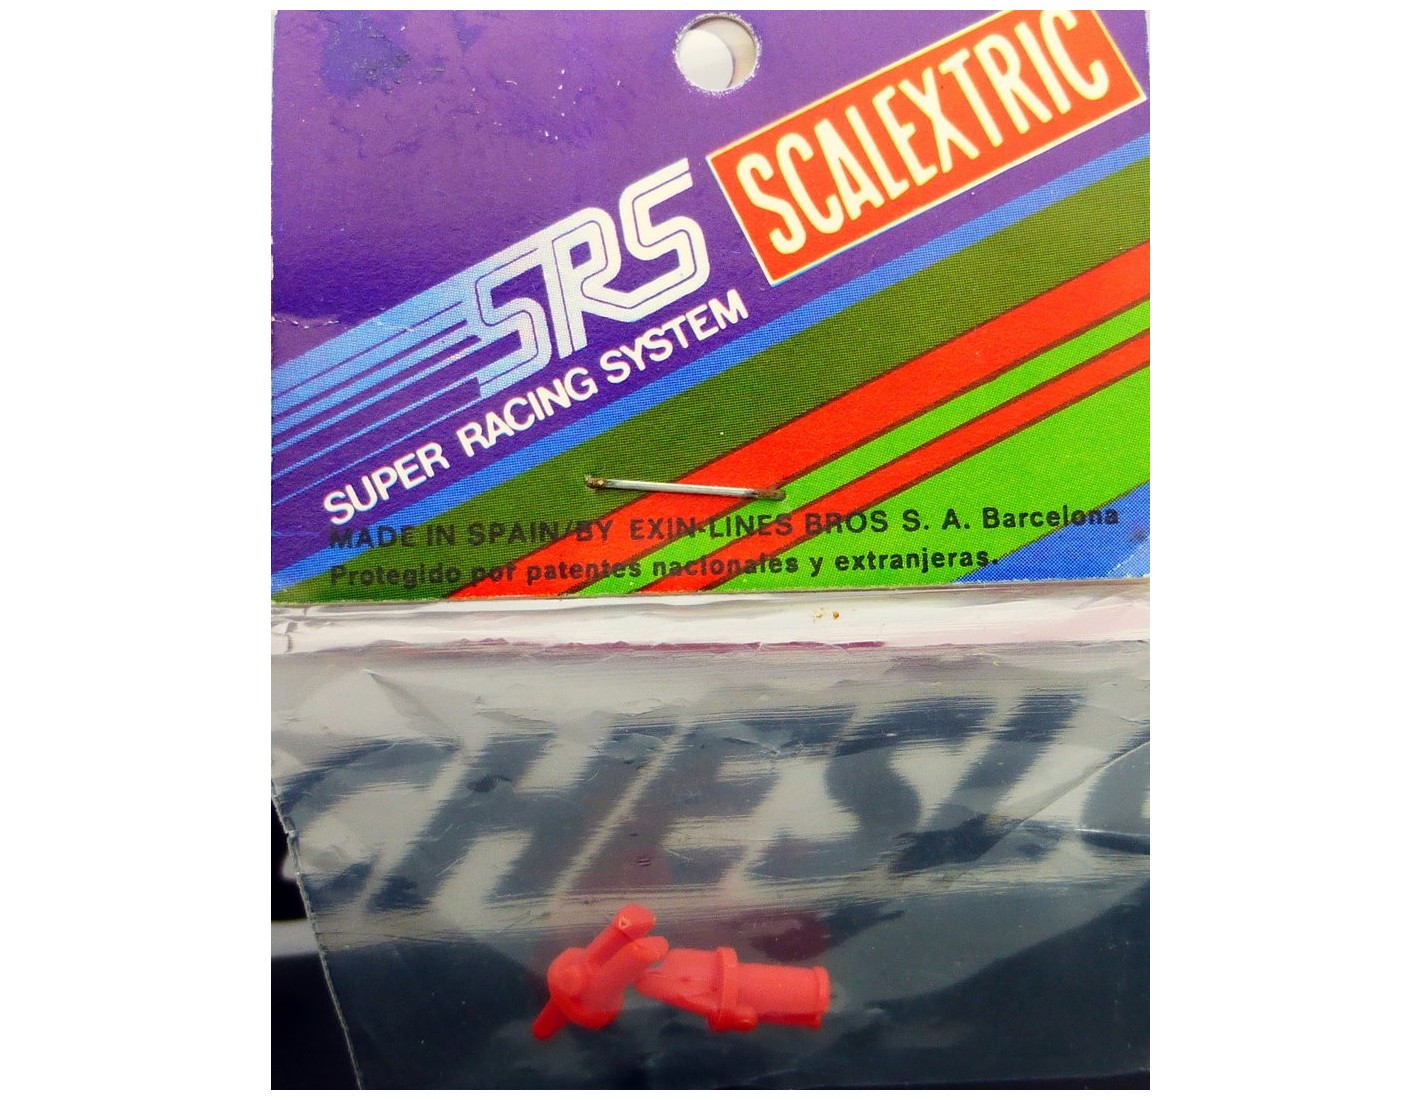 SCALEXTRIC
SRS
SUPER RACING SYSTEM
MADE IN SPAIN/BY EXIN-LINES BROS S. A. Barcelona
Protegido por patentes nacionales y extranjeras.